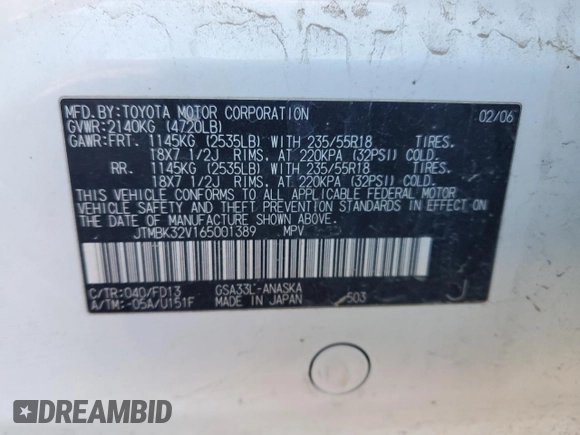 MFD.BY:TOYOTA MOTOR CORPORATION 02/06
GVWR:2140KG (4720LB)
GAWR:FRT. 1145KG (2535LB) WITH 235/55R18 TIRES.
18X7 1/2J RIMS. AT 220KPA (32PSI) COLD.
RR. 1145KG (2535LB) WITH 235/55R18 TIRES.
18X7 1/2J RIMS. AT 220KPA (32PSI) COLD.
THIS VEHICLE CONFORMS TO ALL APPLICABLE FEDERAL MOTOR
VEHICLE SAFETY AND THEFT PREVENTION STANDARDS IN EFFECT ON
THE DATE OF MANUFACTURE SHOWN ABOVE.
JTMBK32V165001389 MPV
C/TR:040/FD13 GSA33L-ANASKA
A/TM:-05A/U151F MADE IN JAPAN 503 J
DREAMBID